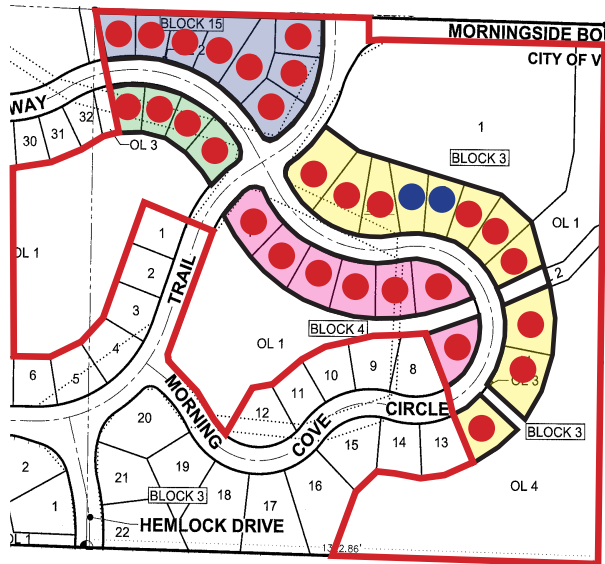 BLOCK 15
MORNINGSIDE BO
CITY OF V
WAY
30
31
32
OL 3
1
BLOCK 3
OL 1
OL 1
1
2
3
4
5
6
TRAIL
2
BLOCK 4
OL 1
8
9
10
11
12
MORNING
COVE
CIRCLE
13
14
15
16
17
18
19
20
21
22
BLOCK 3
BLOCK 3
OL 4
2
1
HEMLOCK DRIVE
OL 1